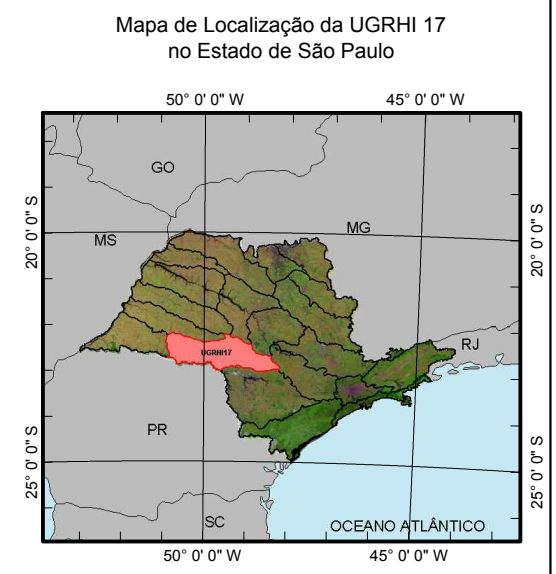 Mapa de Localização da UGRHI 17
no Estado de São Paulo
50° 0' 0" W
45° 0' 0" W
GO
MS
MG
20° 0' 0" S
20° 0' 0" S
UGRHI17
RJ
PR
25° 0' 0" S
25° 0' 0" S
SC
OCEANO ATLÂNTICO
50° 0' 0" W
45° 0' 0" W